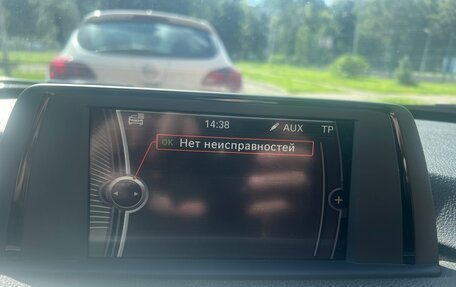 14:38 AUX TP
OK Нет неисправностей
+